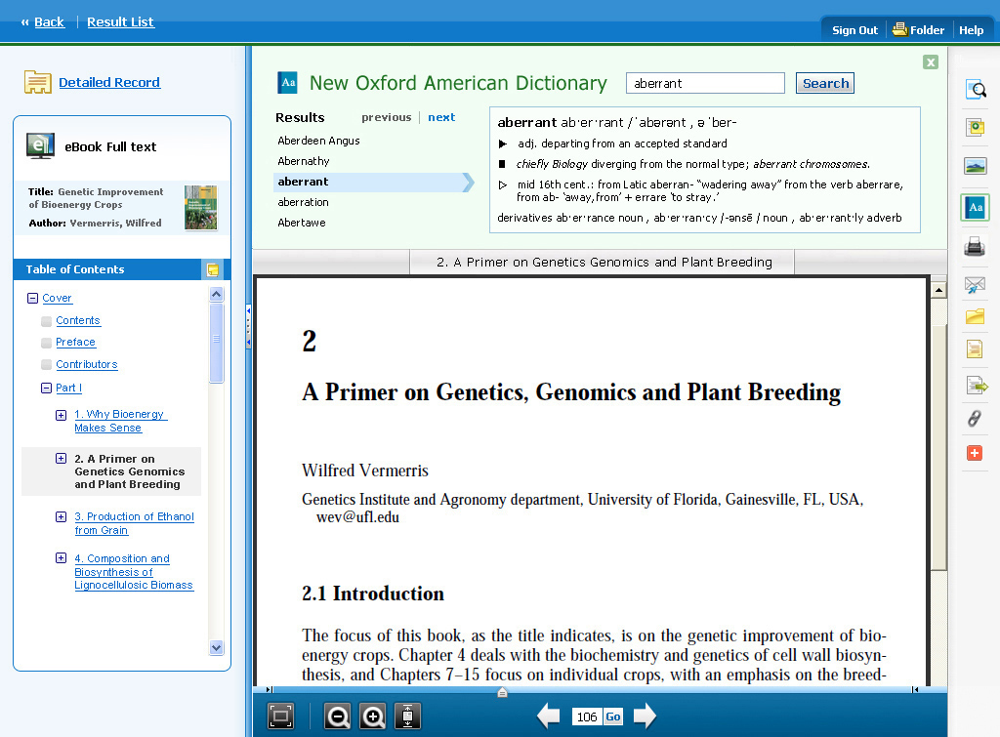 « Back | Result List
Sign Out | Folder | Help
Detailed Record
eBook Full text
Title: Genetic Improvement
of Bioenergy Crops
Author: Vermerris, Wilfred
Table of Contents
Cover
Contents
Preface
Contributors
Part I
1. Why Bioenergy
Makes Sense
2. A Primer on
Genetics Genomics
and Plant Breeding
3. Production of Ethanol
from Grain
4. Composition and
Biosynthesis of
Lignocellulosic Biomass
Aa New Oxford American Dictionary
aberrant
Search
Results previous | next
Aberdeen Angus
Abernathy
aberrant
aberration
Abertawe
aberrant ab·er·rant /ˈabərənt , əˈber-
adj. departing from an accepted standard
chiefly Biology diverging from the normal type; aberrant chromosomes.
mid 16th cent.: from Latic aberran- “wadering away” from the verb aberrare,
from ab- ‘away,from’ + errare ‘to stray.’
derivatives ab·er·rance noun , ab·er·ran·cy /-ənsē / noun , ab·er·rant·ly adverb
2. A Primer on Genetics Genomics and Plant Breeding
2
A Primer on Genetics, Genomics and Plant Breeding
Wilfred Vermerris
Genetics Institute and Agronomy department, University of Florida, Gainesville, FL, USA,
wev@ufl.edu
2.1 Introduction
The focus of this book, as the title indicates, is on the genetic improvement of bio-
energy crops. Chapter 4 deals with the biochemistry and genetics of cell wall biosyn-
thesis, and Chapters 7–15 focus on individual crops, with an emphasis on the breed-
106 Go
Aa